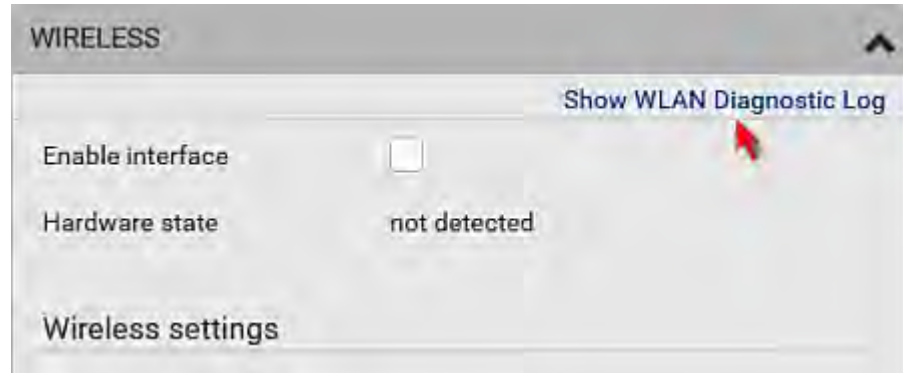 WIRELESS
Show WLAN Diagnostic Log
Enable interface
Hardware state not detected
Wireless settings